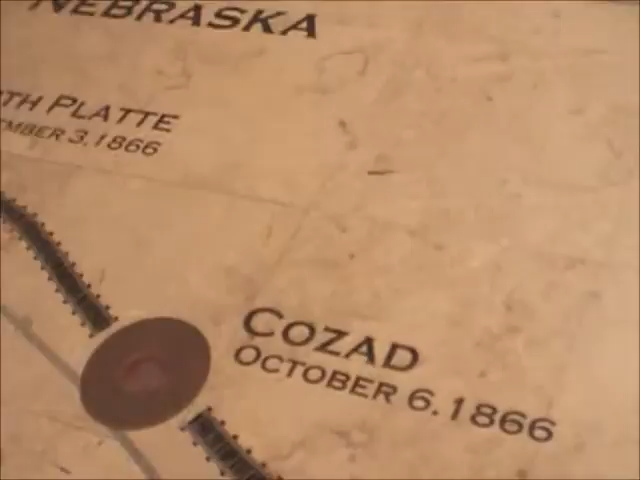 NEBRASKA
TH PLATTE
MBER 3, 1866
COZAD
OCTOBER 6, 1866